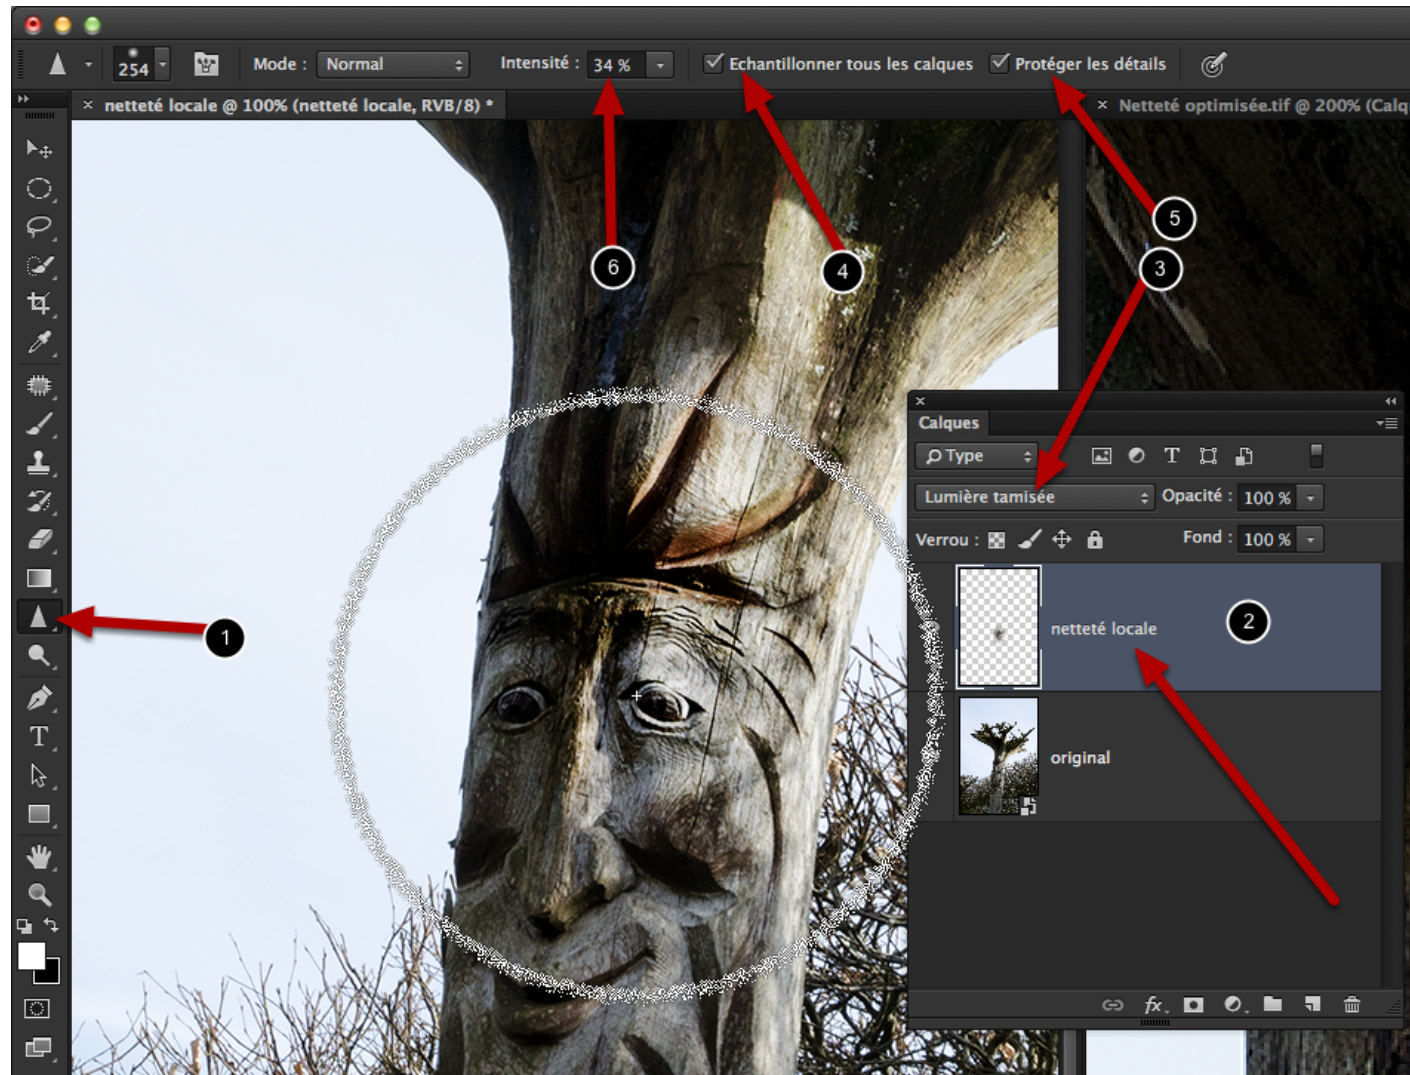 254
Mode :
Normal
Intensité :
34 %
Echantillonner tous les calques
Protéger les détails
× netteté locale @ 100% (netteté locale, RVB/8) *
× Netteté optimisée.tif @ 200% (Calq
5
6
4
3
Calques
Type
T
Lumière tamisée
Opacité :
100 %
Verrou :
Fond :
100 %
1
netteté locale
2
T
original
fx